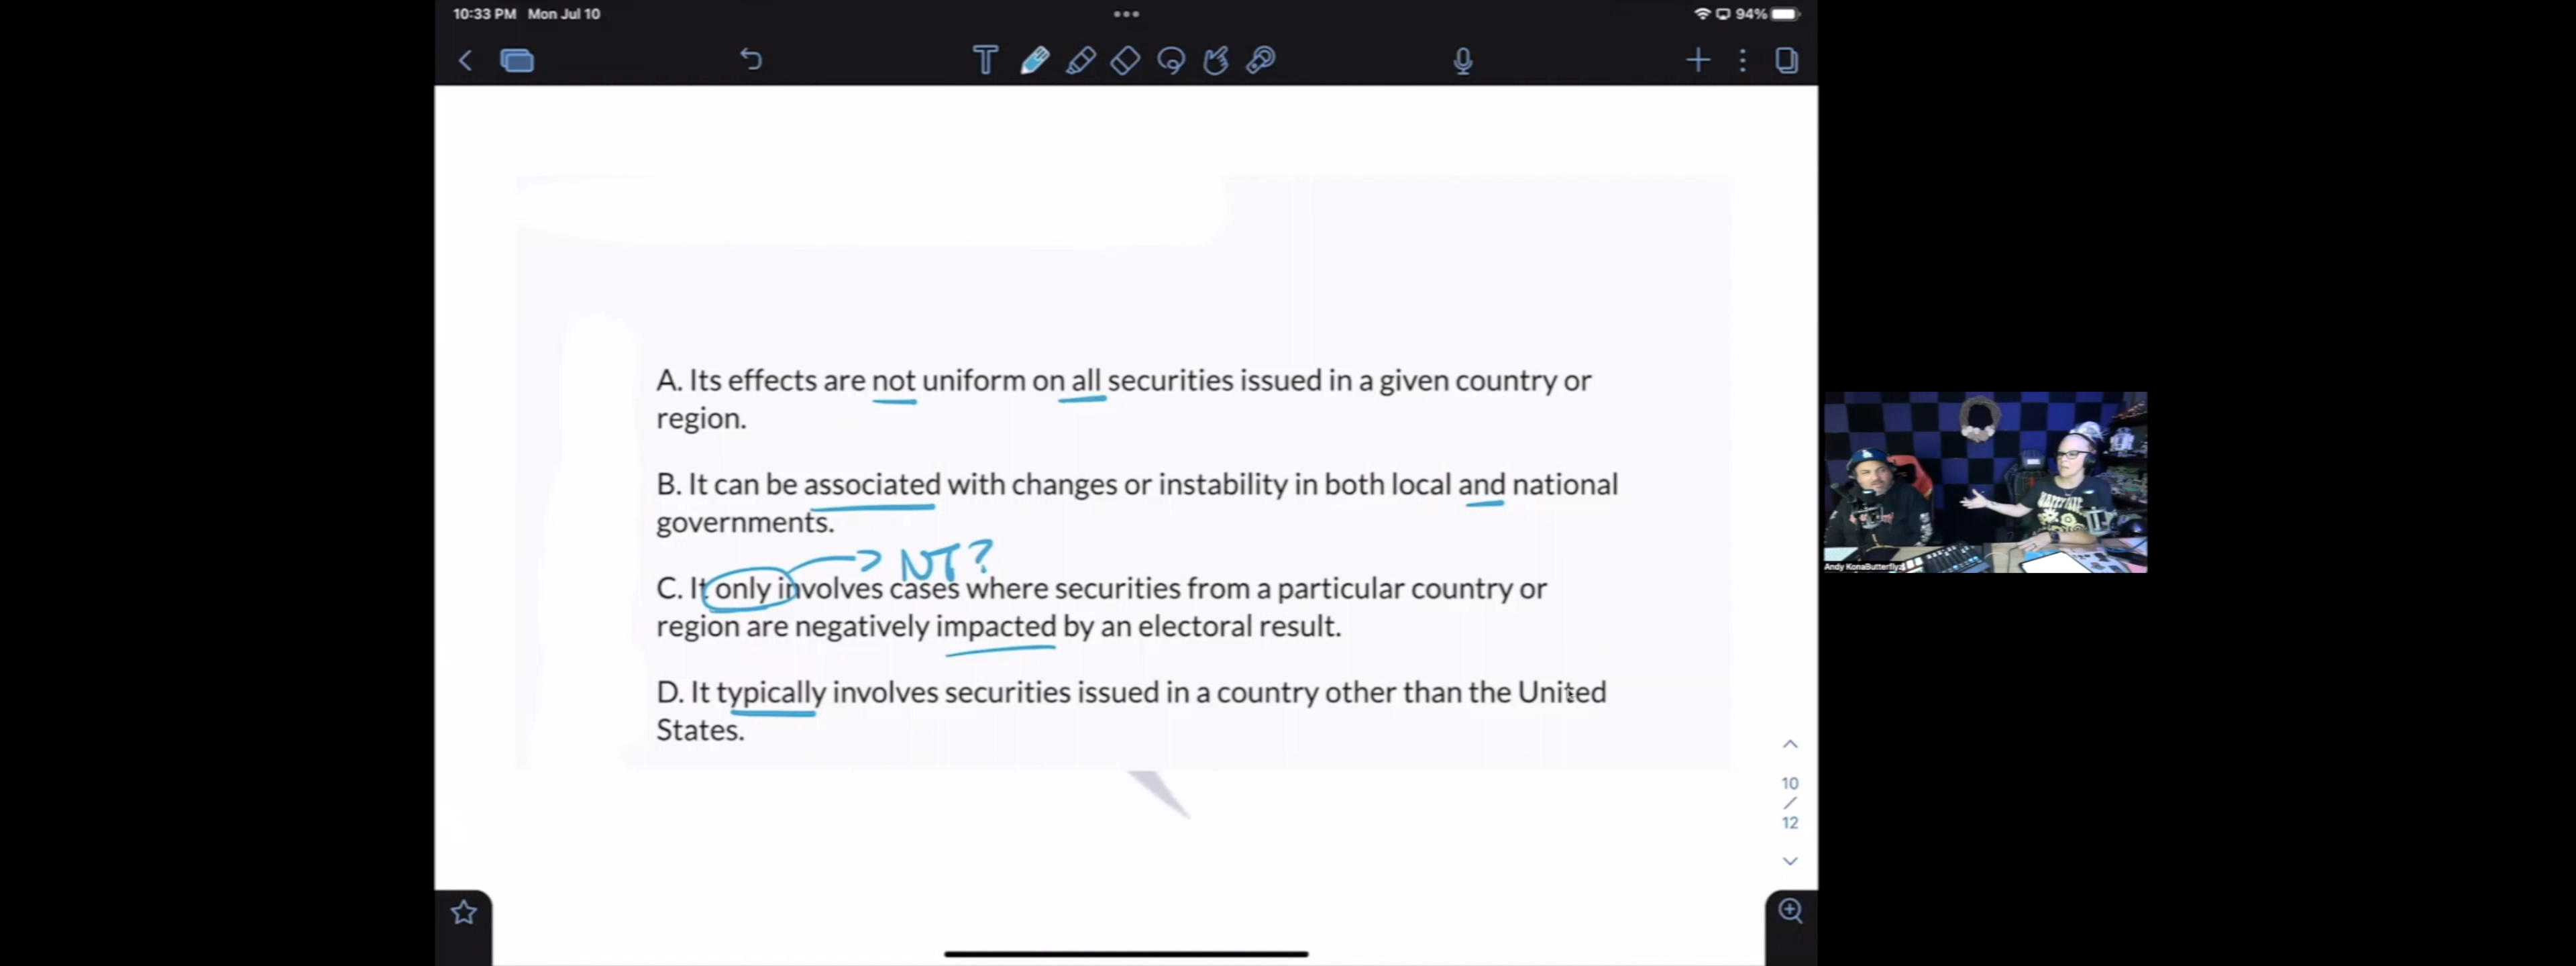 10:33 PM Mon Jul 10
94%
A. Its effects are not uniform on all securities issued in a given country or
region.
B. It can be associated with changes or instability in both local and national
governments.
NT?
C. It only involves cases where securities from a particular country or
region are negatively impacted by an electoral result.
D. It typically involves securities issued in a country other than the United
States.
10
/
12
Andy KonaButterflyz